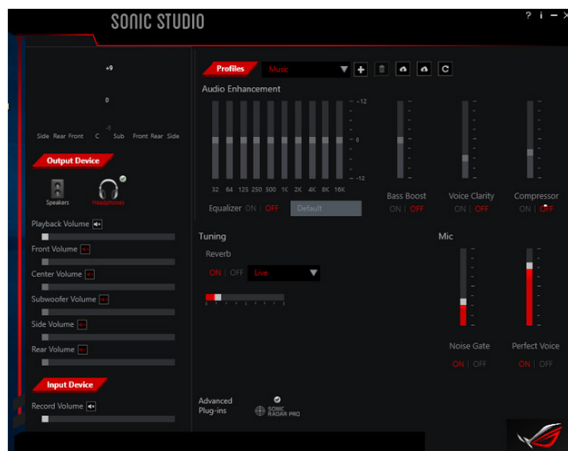 SONIC STUDIO
? i
+9
0
Side Rear Front C Sub Front Rear Side
Output Device
Speakers
Headphones
Playback Volume
Front Volume
Center Volume
Subwoofer Volume
Side Volume
Rear Volume
Input Device
Record Volume
Profiles
Music
Audio Enhancement
+12
0
-12
32 64 125 250 500 1K 2K 4K 8K 16K
Equalizer ON | OFF Default
Bass Boost
ON | OFF
Voice Clarity
ON | OFF
Compressor
ON | OFF
Tuning
Reverb
ON | OFF Live
Mic
Noise Gate
ON | OFF
Perfect Voice
ON | OFF
Advanced
Plug-ins
SONIC
RADAR PRO